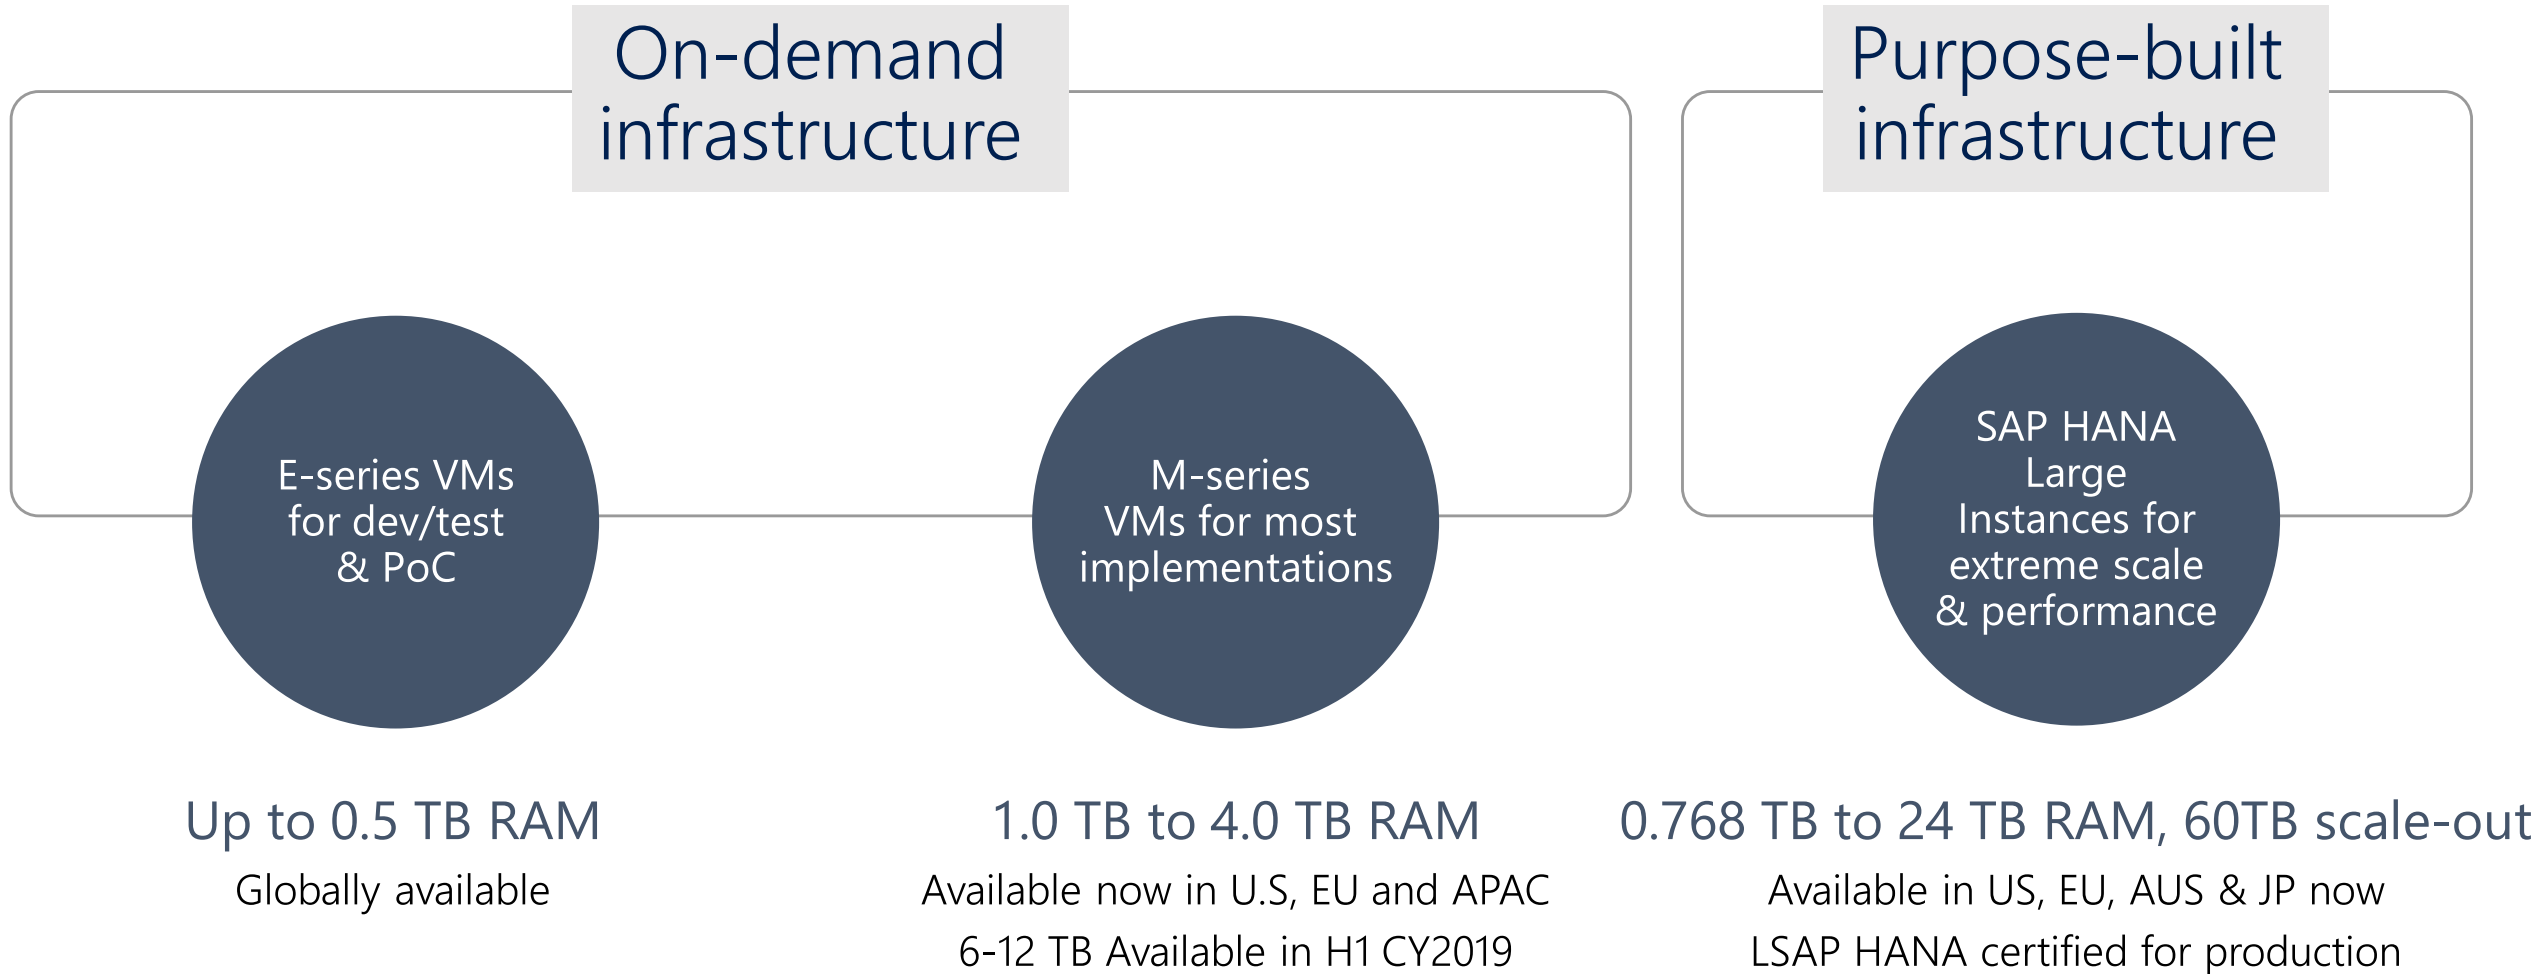 On-demand
infrastructure
Purpose-built
infrastructure
E-series VMs
for dev/test
& PoC
M-series
VMs for most
implementations
SAP HANA
Large
Instances for
extreme scale
& performance
Up to 0.5 TB RAM
Globally available
1.0 TB to 4.0 TB RAM
Available now in U.S, EU and APAC
6-12 TB Available in H1 CY2019
0.768 TB to 24 TB RAM, 60TB scale-out
Available in US, EU, AUS & JP now
LSAP HANA certified for production